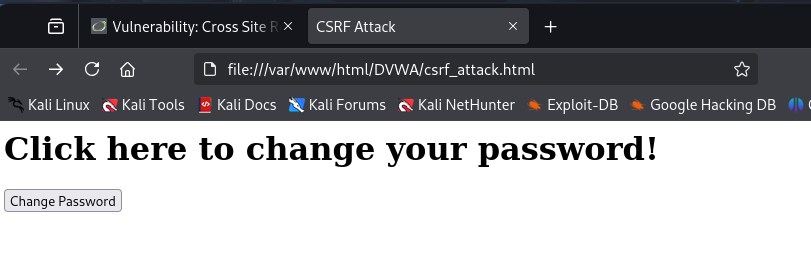 Vulnerability: Cross Site R
CSRF Attack
file:///var/www/html/DVWA/csrf_attack.html
Kali Linux Kali Tools Kali Docs Kali Forums Kali NetHunter Exploit-DB Google Hacking DB
Click here to change your password!
Change Password